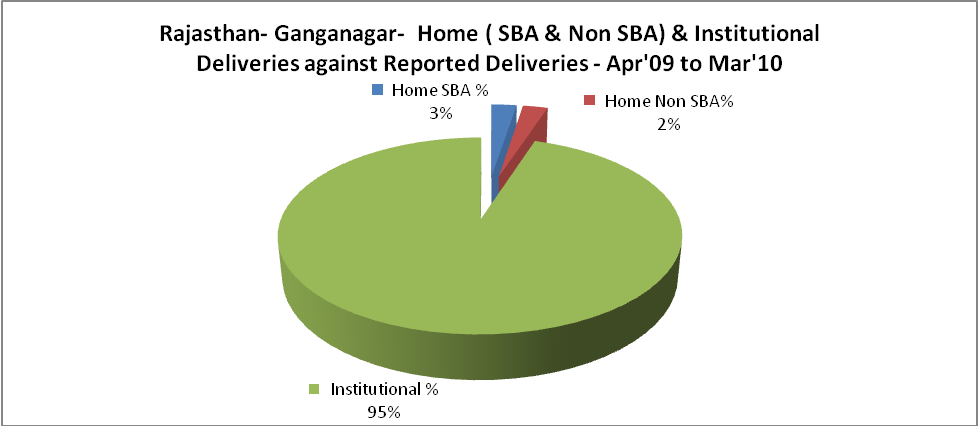 Rajasthan- Ganganagar- Home ( SBA & Non SBA) & Institutional
Deliveries against Reported Deliveries - Apr'09 to Mar'10
Home SBA %
3%
Home Non SBA%
2%
Institutional %
95%